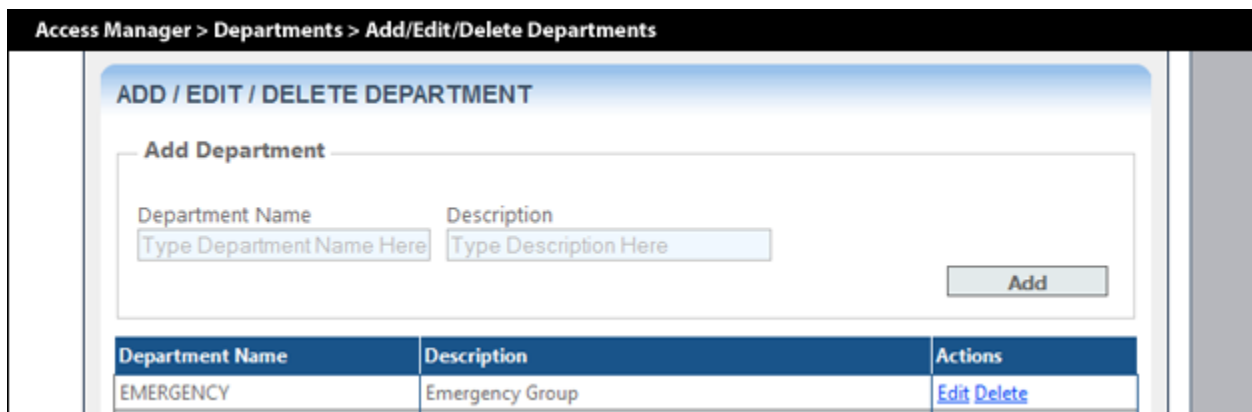 Access Manager > Departments > Add/Edit/Delete Departments
ADD / EDIT / DELETE DEPARTMENT
Add Department
Department Name Description
Type Department Name Here Type Description Here
Add
Department Name Description Actions
EMERGENCY Emergency Group Edit Delete